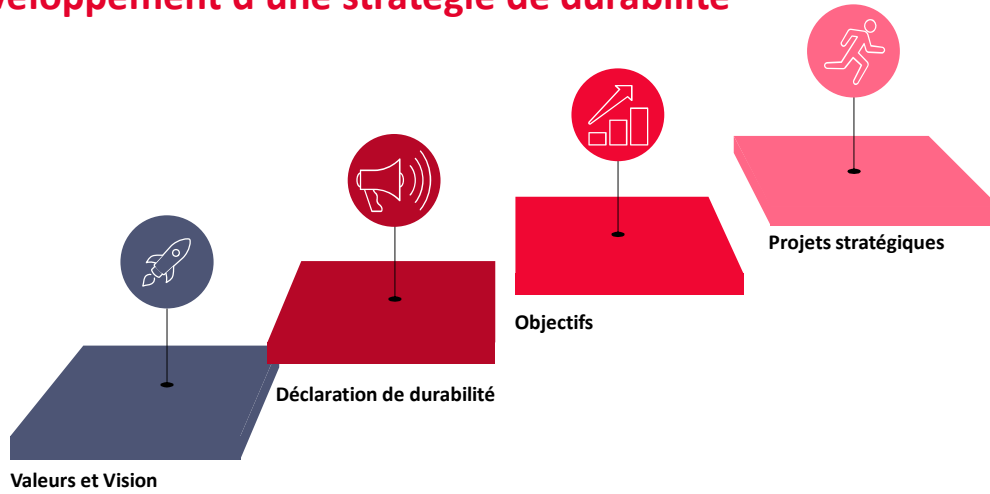 veloppement d'une stratégie de durabilité
Projets stratégiques
Objectifs
Déclaration de durabilité
Valeurs et Vision